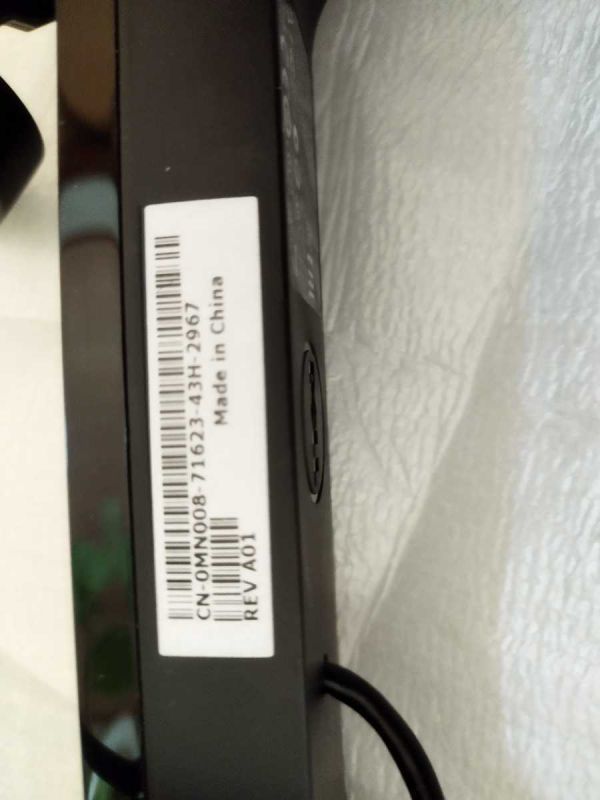 CN-0MN008-71623-43H-2967
Made in China
REV A01